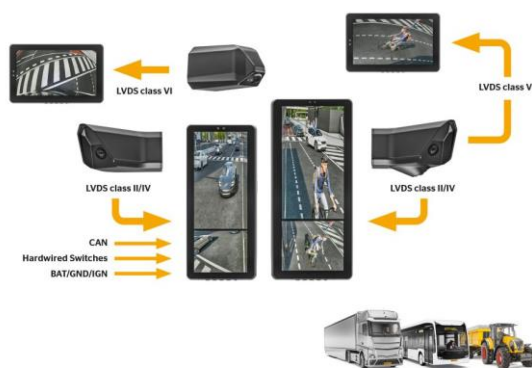 LVDS class VI
LVDS class V
LVDS class II/IV
LVDS class II/IV
CAN
Hardwired Switches
BAT/GND/IGN